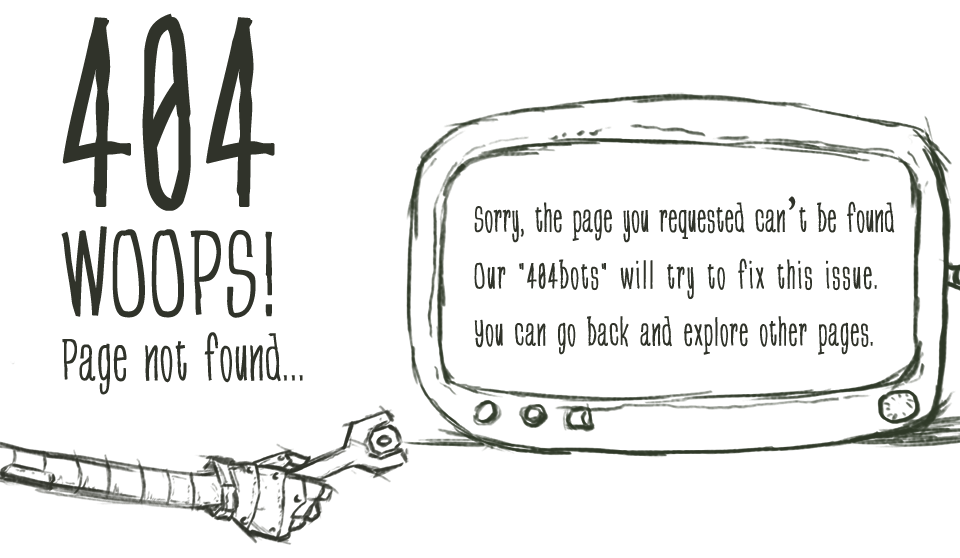 404
WOOPS!
Page not found...
Sorry, the page you requested can't be found
Our "404bots" will try to fix this issue.
You can go back and explore other pages.